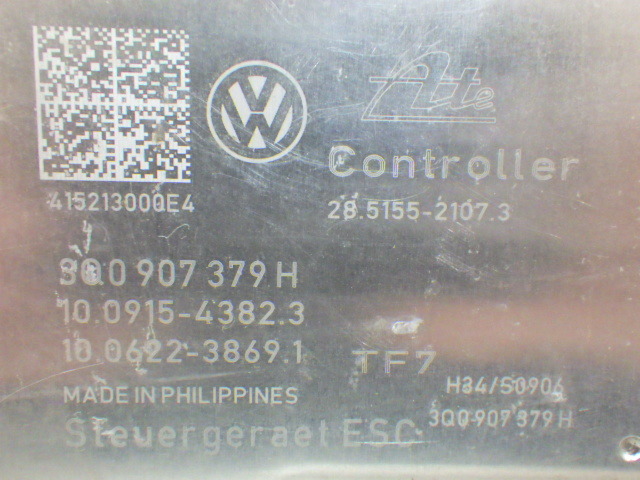 Ate
Controller
415213000E4
28.5155-2107.3
3Q0 907 379 H
10.0915-4382.3
10.0622-3869.1
TF7
H34/S0906
MADE IN PHILIPPINES
3Q0 907 379 H
Steuergeraet ESC